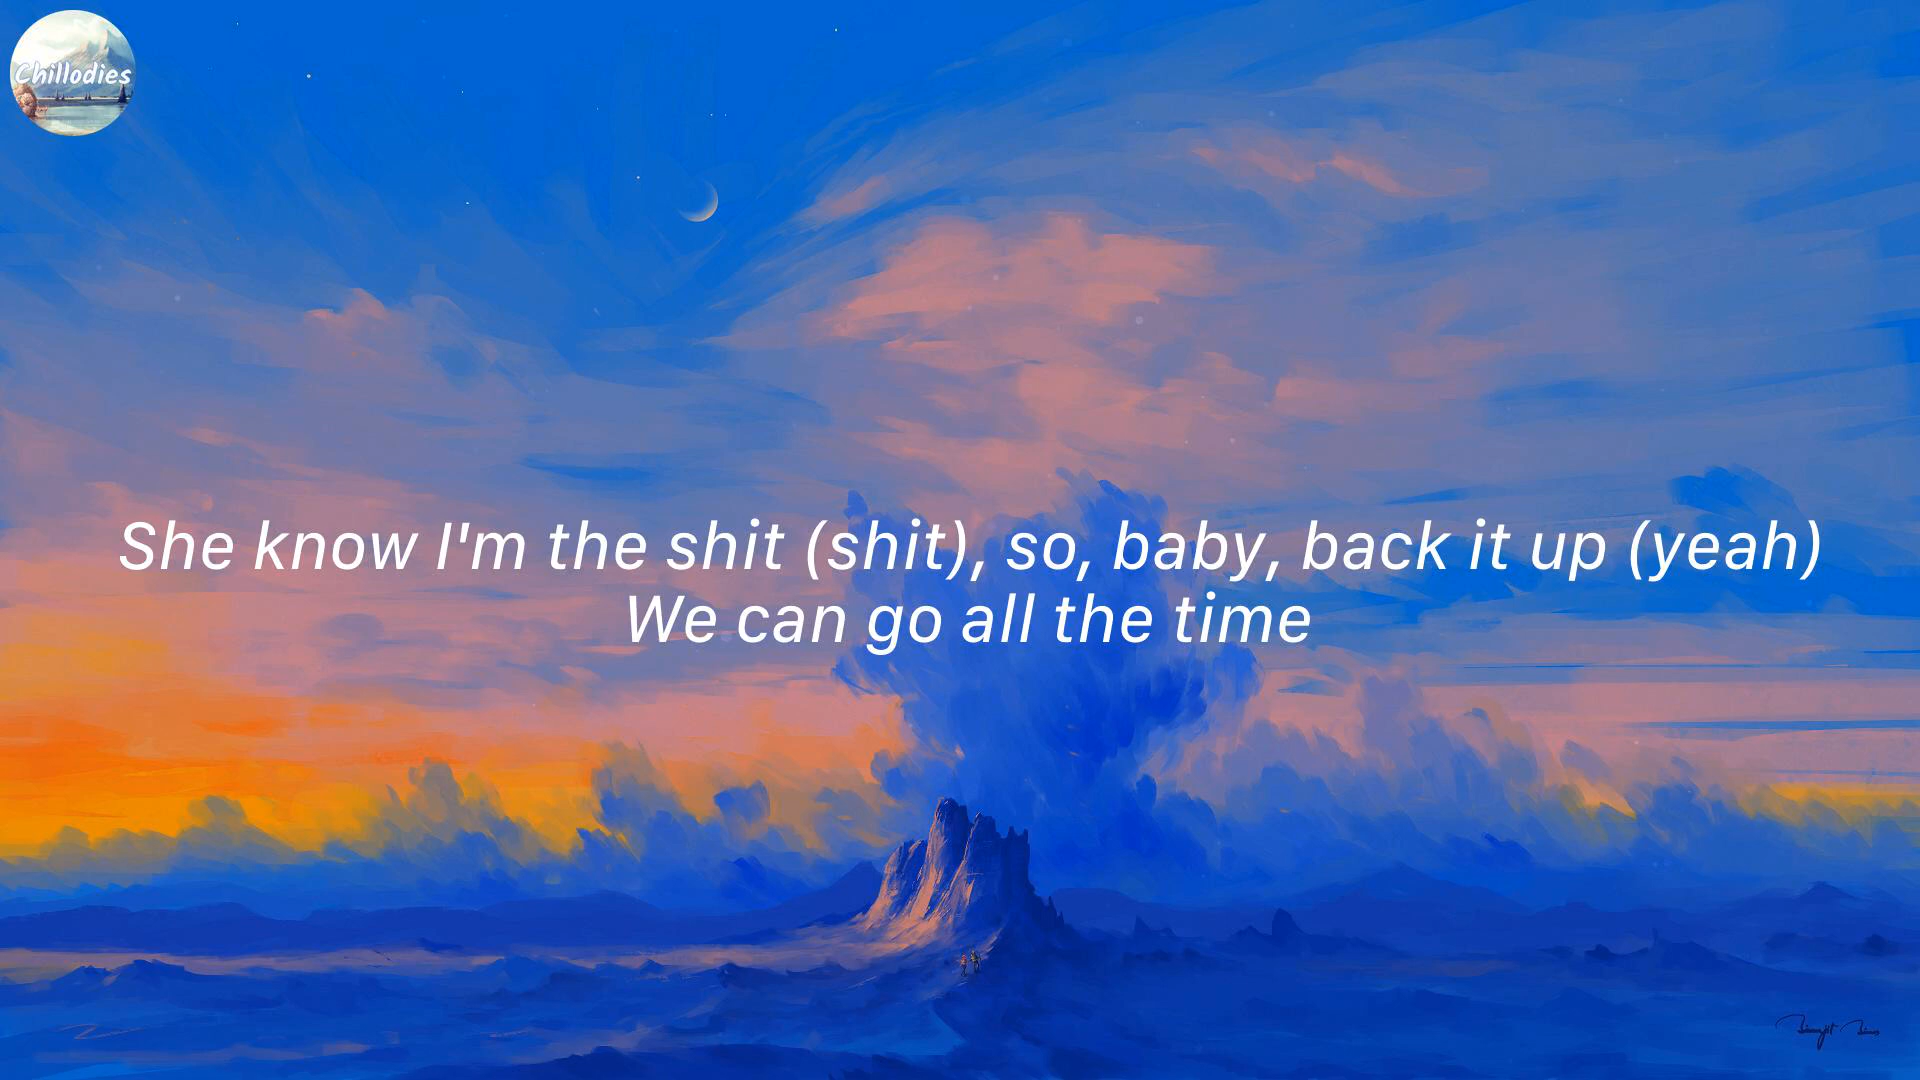 Chillodies
She know I'm the shit (shit), so, baby, back it up (yeah)
We can go all the time